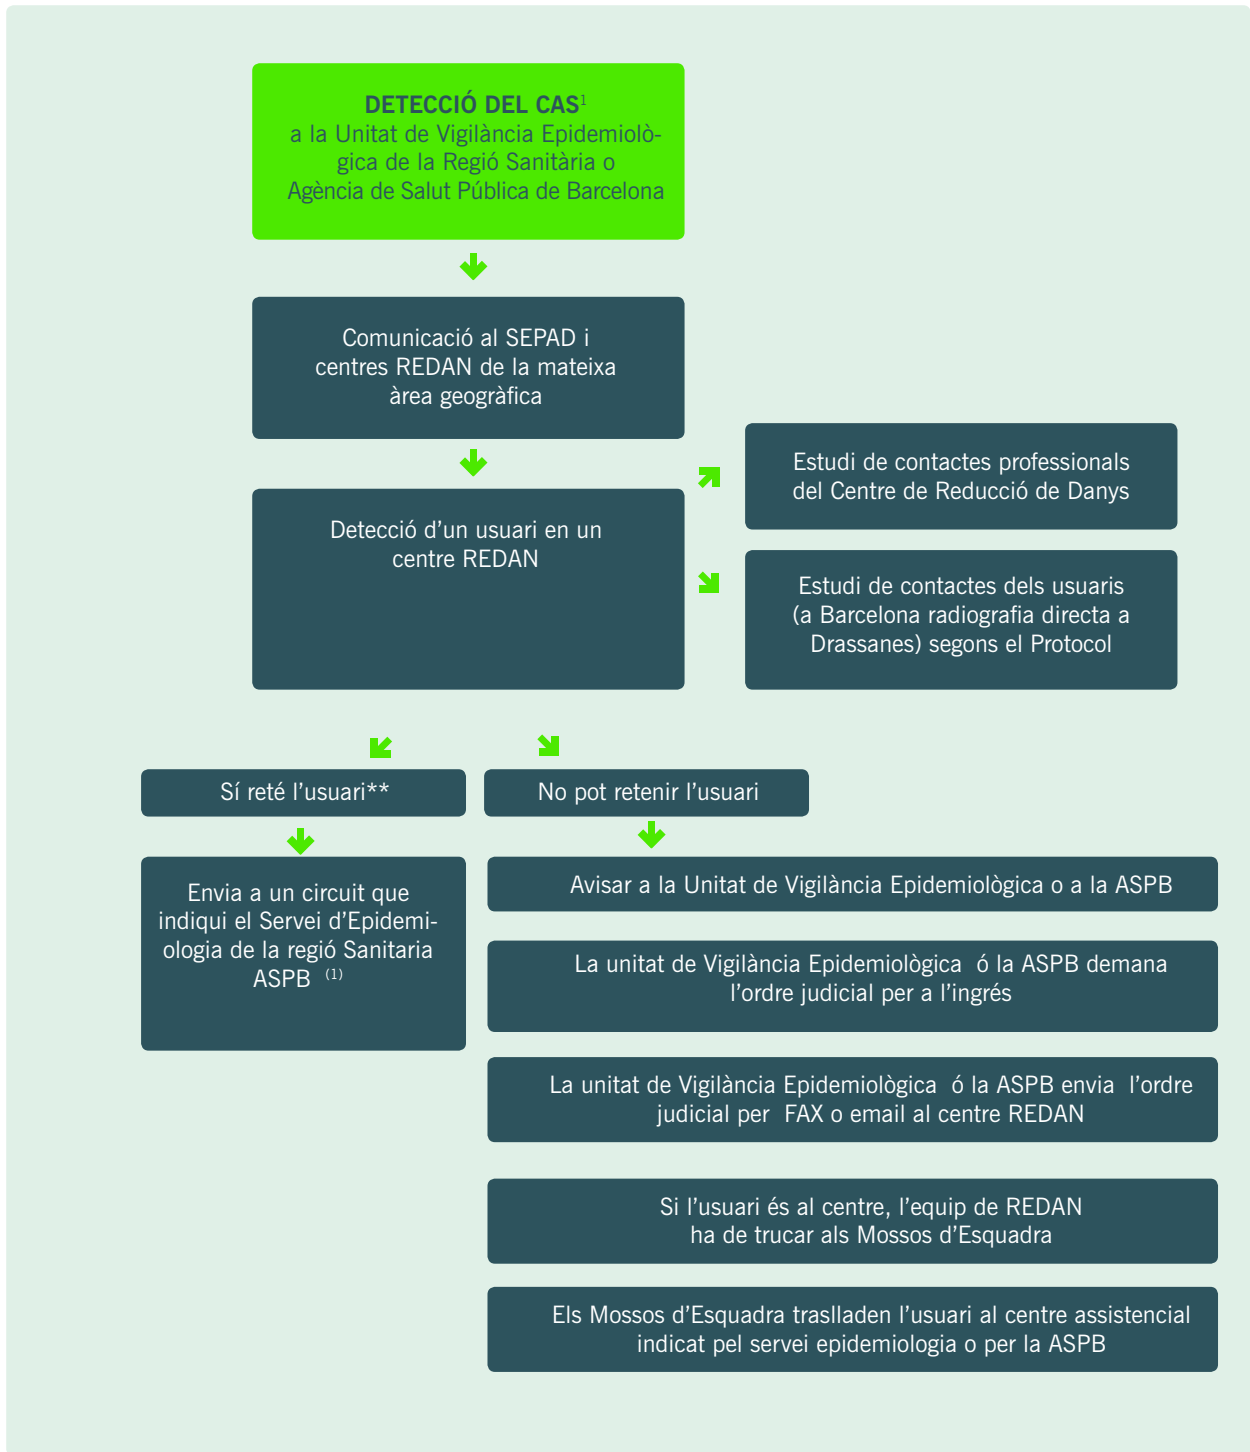 DETECCIÓ DEL CAS¹
a la Unitat de Vigilància Epidemiolò-
gica de la Regió Sanitària o
Agència de Salut Pública de Barcelona
Comunicació al SEPAD i
centres REDAN de la mateixa
àrea geogràfica
Detecció d’un usuari en un
centre REDAN
Estudi de contactes professionals
del Centre de Reducció de Danys
Estudi de contactes dels usuaris
(a Barcelona radiografia directa a
Drassanes) segons el Protocol
Sí reté l’usuari**
Envia a un circuit que
indiqui el Servei d’Epidemi-
ologia de la regió Sanitaria
ASPB (1)
No pot retenir l’usuari
Avisar a la Unitat de Vigilància Epidemiològica o a la ASPB
La unitat de Vigilància Epidemiològica ó la ASPB demana
l’ordre judicial per a l’ingrés
La unitat de Vigilància Epidemiològica ó la ASPB envia l’ordre
judicial per FAX o email al centre REDAN
Si l’usuari és al centre, l’equip de REDAN
ha de trucar als Mossos d’Esquadra
Els Mossos d’Esquadra traslladen l’usuari al centre assistencial
indicat pel servei epidemiologia o per la ASPB